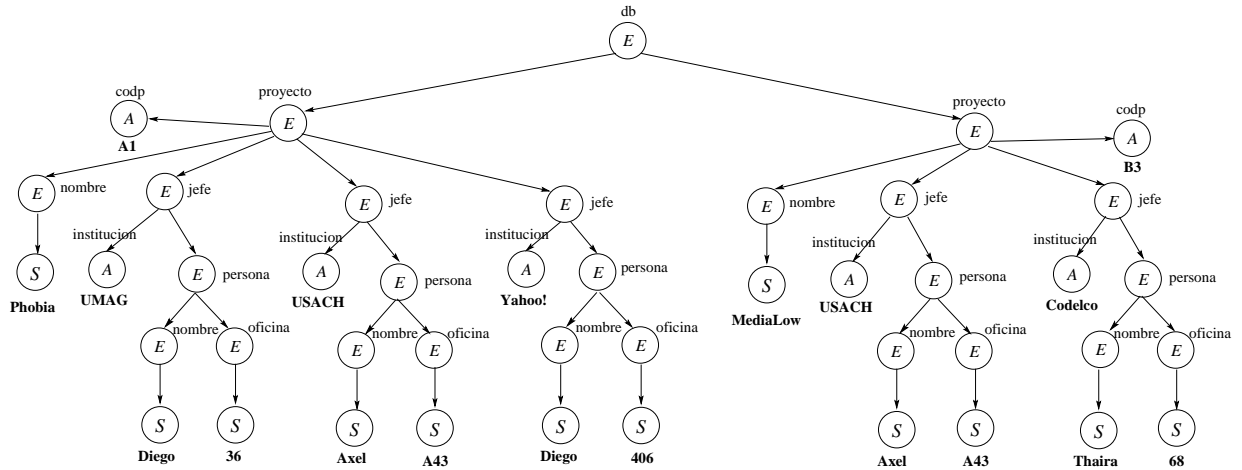 db
E
codp
proyecto
proyecto
codp
A
E
E
A
A1
B3
E
nombre
E
jefe
E
jefe
E
jefe
E
nombre
E
jefe
E
jefe
institucion
institucion
institucion
institucion
institucion
S
A
E
persona
A
E
persona
A
E
persona
S
A
E
persona
A
E
persona
Phobia
UMAG
USACH
Yahoo!
MediaLow
USACH
Codelco
nombre
oficina
nombre
oficina
nombre
oficina
nombre
oficina
nombre
oficina
E
E
E
E
E
E
E
E
E
E
S
S
S
S
S
S
S
S
S
S
Diego
36
Axel
A43
Diego
406
Axel
A43
Thaira
68